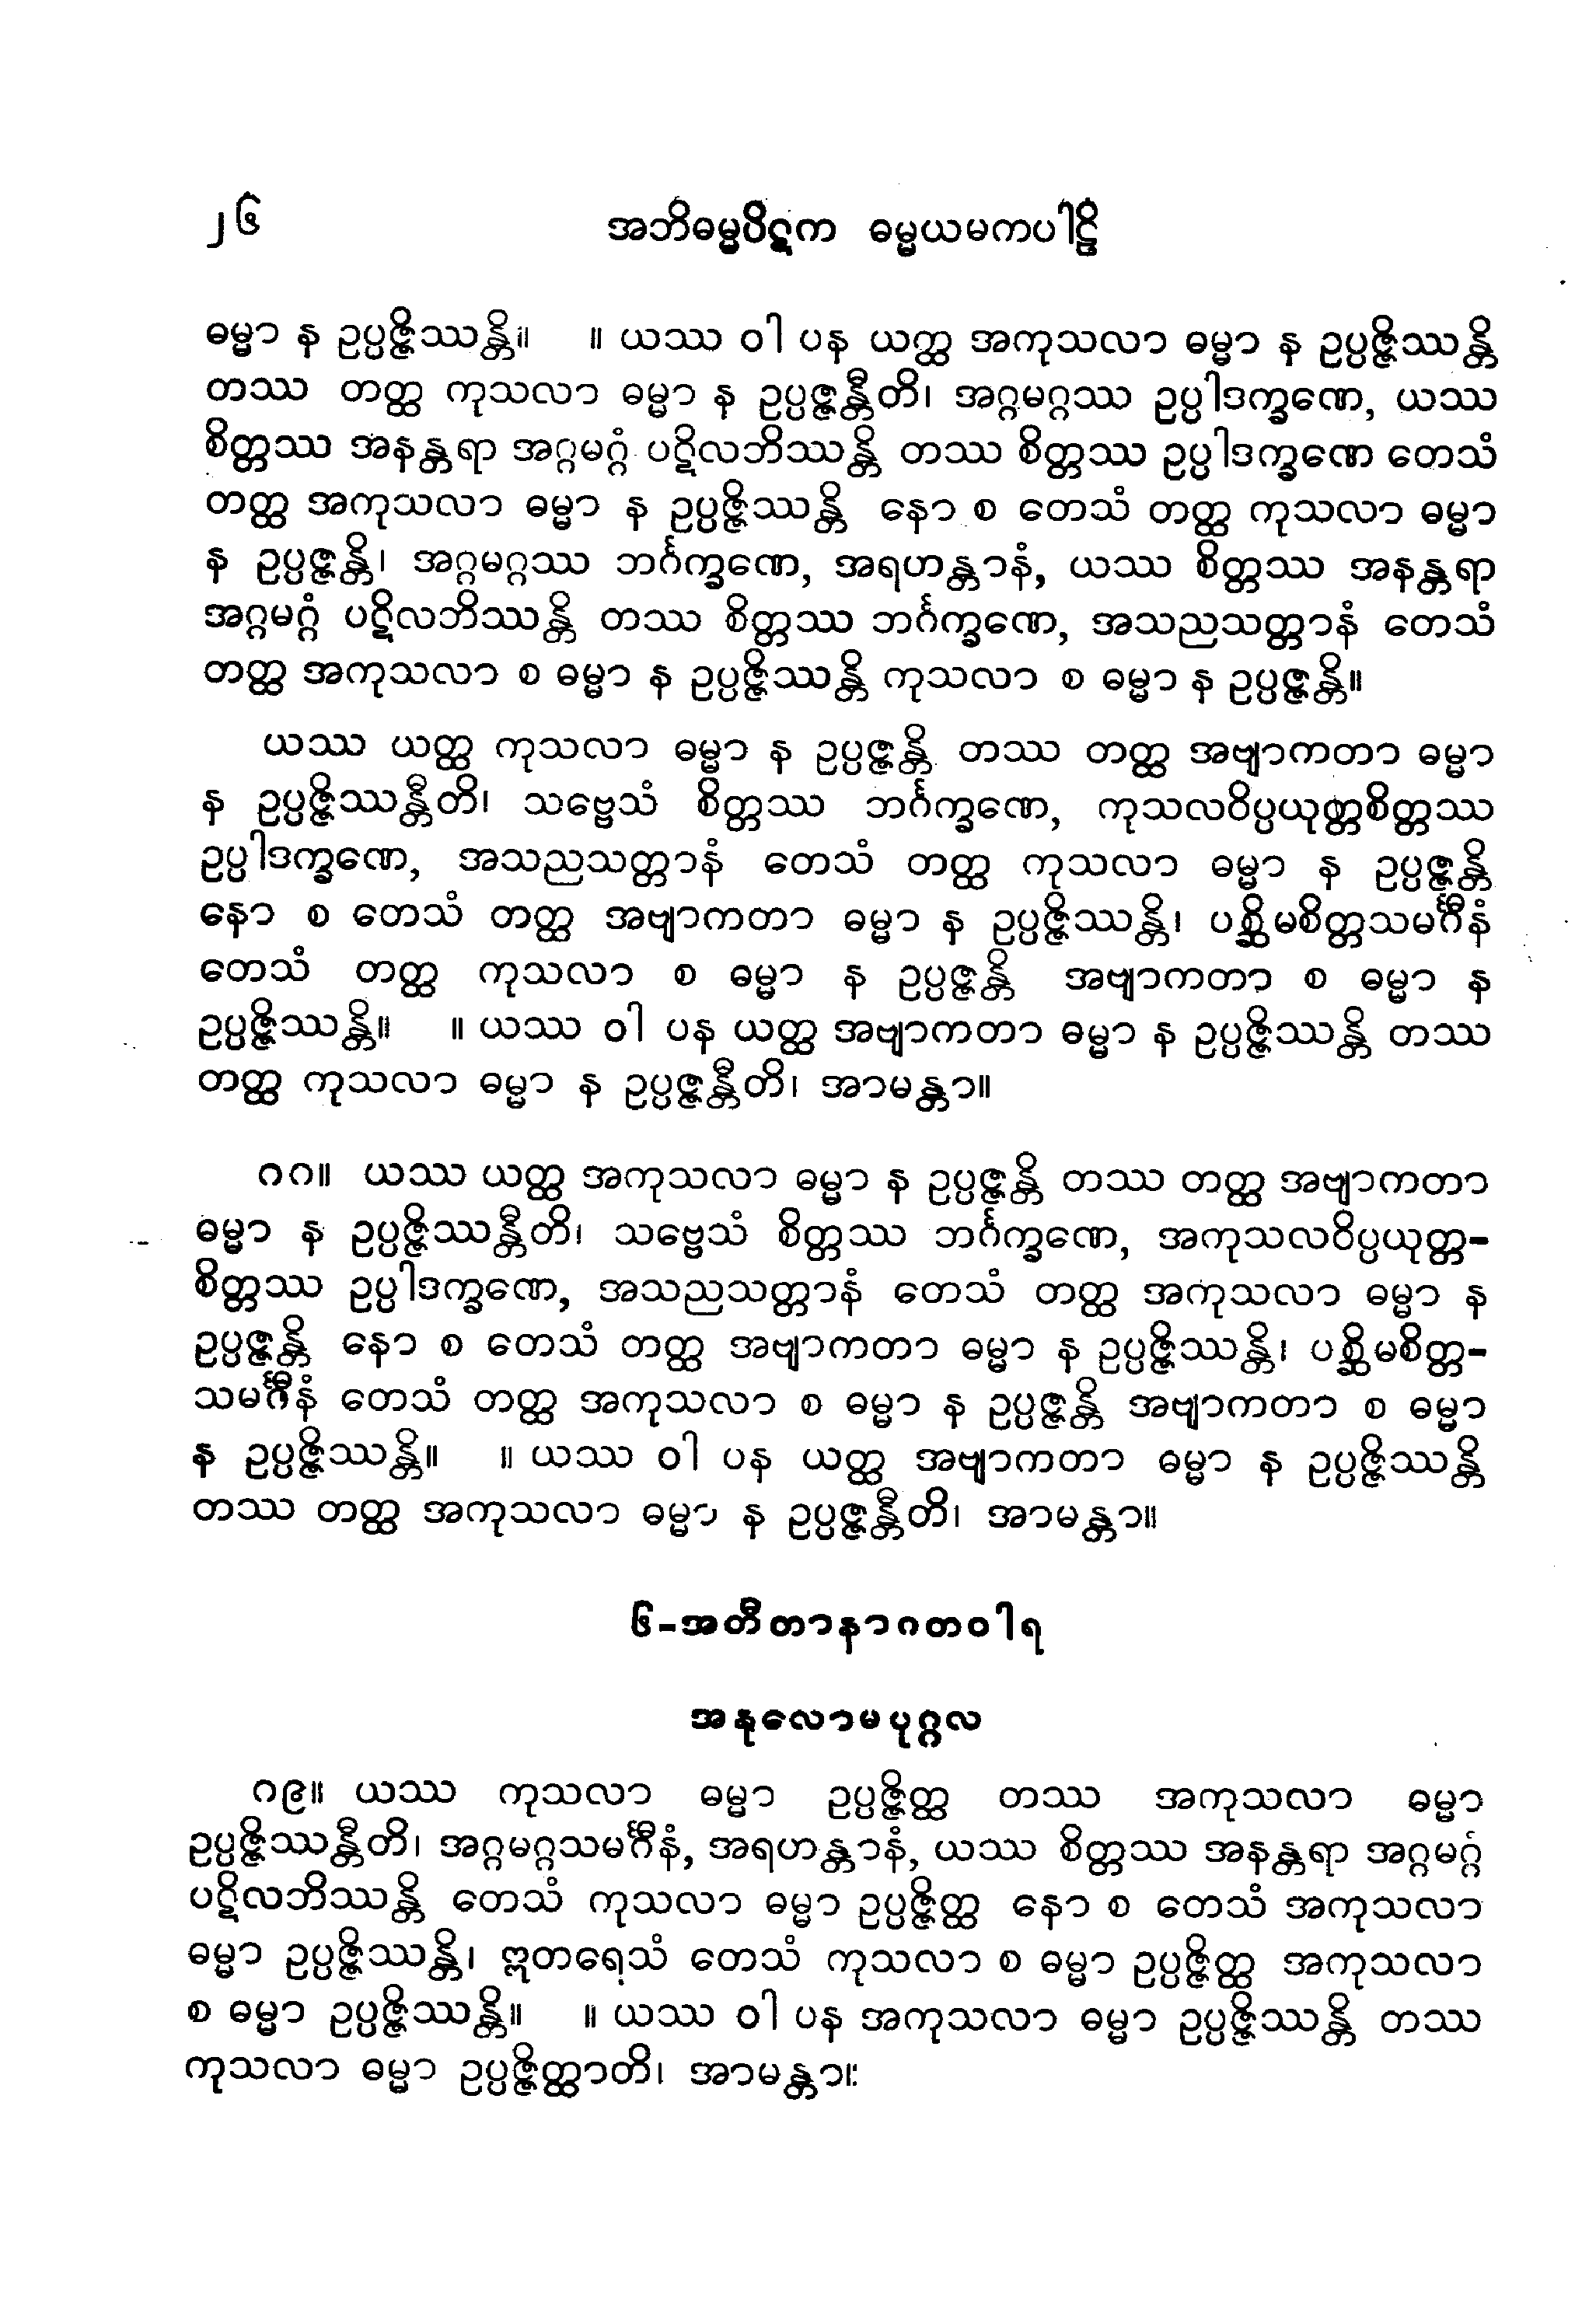 ၂၆ အဘိဓမ္မပိဋက ဓမ္မယမကပါဠိ
ဓမ္မာ န ဥပ္ပဇ္ဇိဿန္တိ။ ။ ယဿ ဝါ ပန ယတ္ထ အကုသလာ ဓမ္မာ န ဥပ္ပဇ္ဇိဿန္တိ
တဿ တတ္ထ ကုသလာ ဓမ္မာ န ဥပ္ပဇ္ဇန္တီတိ၊ အဂ္ဂမဂ္ဂဿ ဥပ္ပါဒက္ခဏေ, ယဿ
စိတ္တဿ အနန္တရာ အဂ္ဂမဂ္ဂံ ပဋိလဘိဿန္တိ တဿ စိတ္တဿ ဥပ္ပါဒက္ခဏေ တေသံ
တတ္ထ အကုသလာ ဓမ္မာ န ဥပ္ပဇ္ဇိဿန္တိ နော စ တေသံ တတ္ထ ကုသလာ ဓမ္မာ
န ဥပ္ပဇ္ဇန္တိ၊ အဂ္ဂမဂ္ဂဿ ဘင်္ဂက္ခဏေ, အရဟန္တာနံ, ယဿ စိတ္တဿ အနန္တရာ
အဂ္ဂမဂ္ဂံ ပဋိလဘိဿန္တိ တဿ စိတ္တဿ ဘင်္ဂက္ခဏေ, အသညသတ္တာနံ တေသံ
တတ္ထ အကုသလာ စ ဓမ္မာ န ဥပ္ပဇ္ဇိဿန္တိ ကုသလာ စ ဓမ္မာ န ဥပ္ပဇ္ဇန္တိ။
ယဿ ယတ္ထ ကုသလာ ဓမ္မာ န ဥပ္ပဇ္ဇန္တိ တဿ တတ္ထ အဗျာကတာ ဓမ္မာ
န ဥပ္ပဇ္ဇိဿန္တီတိ၊ သဗ္ဗေသံ စိတ္တဿ ဘင်္ဂက္ခဏေ, ကုသလဝိပ္ပယုတ္တစိတ္တဿ
ဥပ္ပါဒက္ခဏေ, အသညသတ္တာနံ တေသံ တတ္ထ ကုသလာ ဓမ္မာ န ဥပ္ပဇ္ဇန္တိ
နော စ တေသံ တတ္ထ အဗျာကတာ ဓမ္မာ န ဥပ္ပဇ္ဇိဿန္တိ၊ ပစ္ဆိမစိတ္တသမင်္ဂီနံ
တေသံ တတ္ထ ကုသလာ စ ဓမ္မာ န ဥပ္ပဇ္ဇန္တိ အဗျာကတာ စ ဓမ္မာ န
ဥပ္ပဇ္ဇိဿန္တိ။ ။ ယဿ ဝါ ပန ယတ္ထ အဗျာကတာ ဓမ္မာ န ဥပ္ပဇ္ဇိဿန္တိ တဿ
တတ္ထ ကုသလာ ဓမ္မာ န ဥပ္ပဇ္ဇန္တီတိ၊ အာမန္တာ။
၈၈။ ယဿ ယတ္ထ အကုသလာ ဓမ္မာ န ဥပ္ပဇ္ဇန္တိ တဿ တတ္ထ အဗျာကတာ
ဓမ္မာ န ဥပ္ပဇ္ဇိဿန္တီတိ၊ သဗ္ဗေသံ စိတ္တဿ ဘင်္ဂက္ခဏေ, အကုသလဝိပ္ပယုတ္တ-
စိတ္တဿ ဥပ္ပါဒက္ခဏေ, အသညသတ္တာနံ တေသံ တတ္ထ အကုသလာ ဓမ္မာ န
ဥပ္ပဇ္ဇန္တိ နော စ တေသံ တတ္ထ အဗျာကတာ ဓမ္မာ န ဥပ္ပဇ္ဇိဿန္တိ၊ ပစ္ဆိမစိတ္တ-
သမင်္ဂီနံ တေသံ တတ္ထ အကုသလာ စ ဓမ္မာ န ဥပ္ပဇ္ဇန္တိ အဗျာကတာ စ ဓမ္မာ
န ဥပ္ပဇ္ဇိဿန္တိ။ ။ ယဿ ဝါ ပန ယတ္ထ အဗျာကတာ ဓမ္မာ န ဥပ္ပဇ္ဇိဿန္တိ
တဿ တတ္ထ အကုသလာ ဓမ္မာ န ဥပ္ပဇ္ဇန္တီတိ၊ အာမန္တာ။
၆-အတီတာနာဂတဝါရ
အနုလောမပုဂ္ဂလ
၈၉။ ယဿ ကုသလာ ဓမ္မာ ဥပ္ပဇ္ဇိတ္ထ တဿ အကုသလာ ဓမ္မာ
ဥပ္ပဇ္ဇိဿန္တီတိ၊ အဂ္ဂမဂ္ဂသမင်္ဂီနံ, အရဟန္တာနံ, ယဿ စိတ္တဿ အနန္တရာ အဂ္ဂမဂ္ဂံ
ပဋိလဘိဿန္တိ တေသံ ကုသလာ ဓမ္မာ ဥပ္ပဇ္ဇိတ္ထ နော စ တေသံ အကုသလာ
ဓမ္မာ ဥပ္ပဇ္ဇိဿန္တိ၊ ဣတရေသံ တေသံ ကုသလာ စ ဓမ္မာ ဥပ္ပဇ္ဇိတ္ထ အကုသလာ
စ ဓမ္မာ ဥပ္ပဇ္ဇိဿန္တိ။ ။ ယဿ ဝါ ပန အကုသလာ ဓမ္မာ ဥပ္ပဇ္ဇိဿန္တိ တဿ
ကုသလာ ဓမ္မာ ဥပ္ပဇ္ဇိတ္ထာတိ၊ အာမန္တာ။